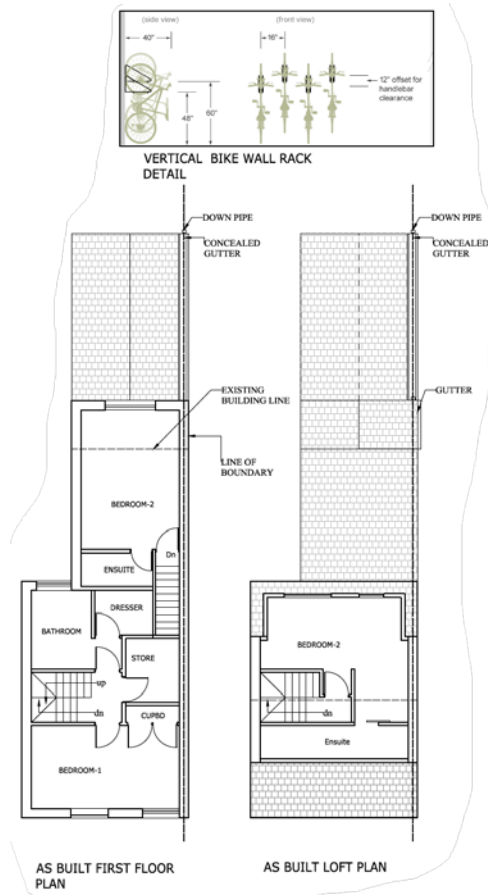 (side view)
(front view)
40"
16"
12" offset for
handlebar
clearance
48"
60"
VERTICAL BIKE WALL RACK
DETAIL
DOWN PIPE
CONCEALED
GUTTER
DOWN PIPE
CONCEALED
GUTTER
EXISTING
BUILDING LINE
GUTTER
LINE OF
BOUNDARY
BEDROOM-2
Dn
ENSUITE
DRESSER
BATHROOM
STORE
up
dn
CUPBD
BEDROOM-1
BEDROOM-2
dn
Ensuite
AS BUILT FIRST FLOOR
PLAN
AS BUILT LOFT PLAN